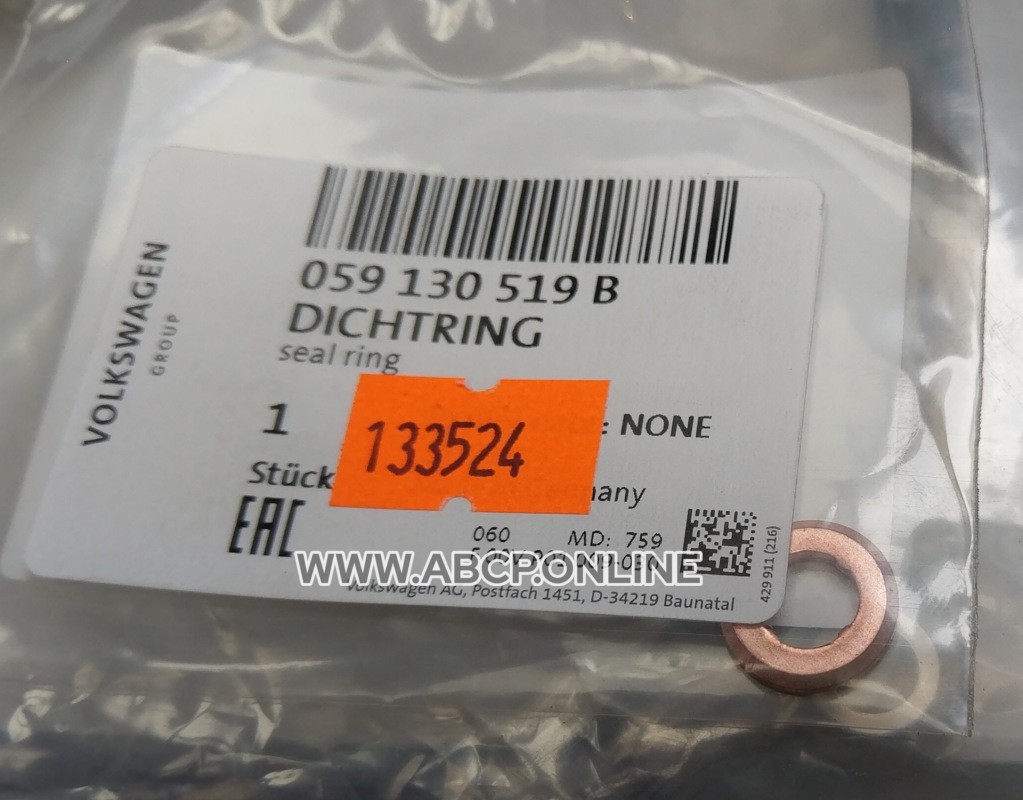 VOLKSWAGEN
GROUP
059 130 519 B
DICHTRING
seal ring
1
: NONE
133524
Stück
EAC
060 MD: 759
WWW.ABCP.ONLINE
Volkswagen AG, Postfach 1451, D-34219 Baunatal
429 911 (216)